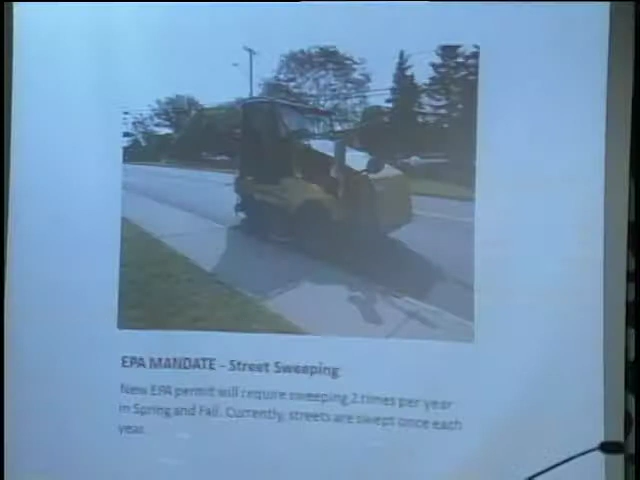 EPA MANDATE - Street Sweeping
New EPA permit will require sweeping 2 times per year
in Spring and Fall. Currently, streets are swept once each
year.